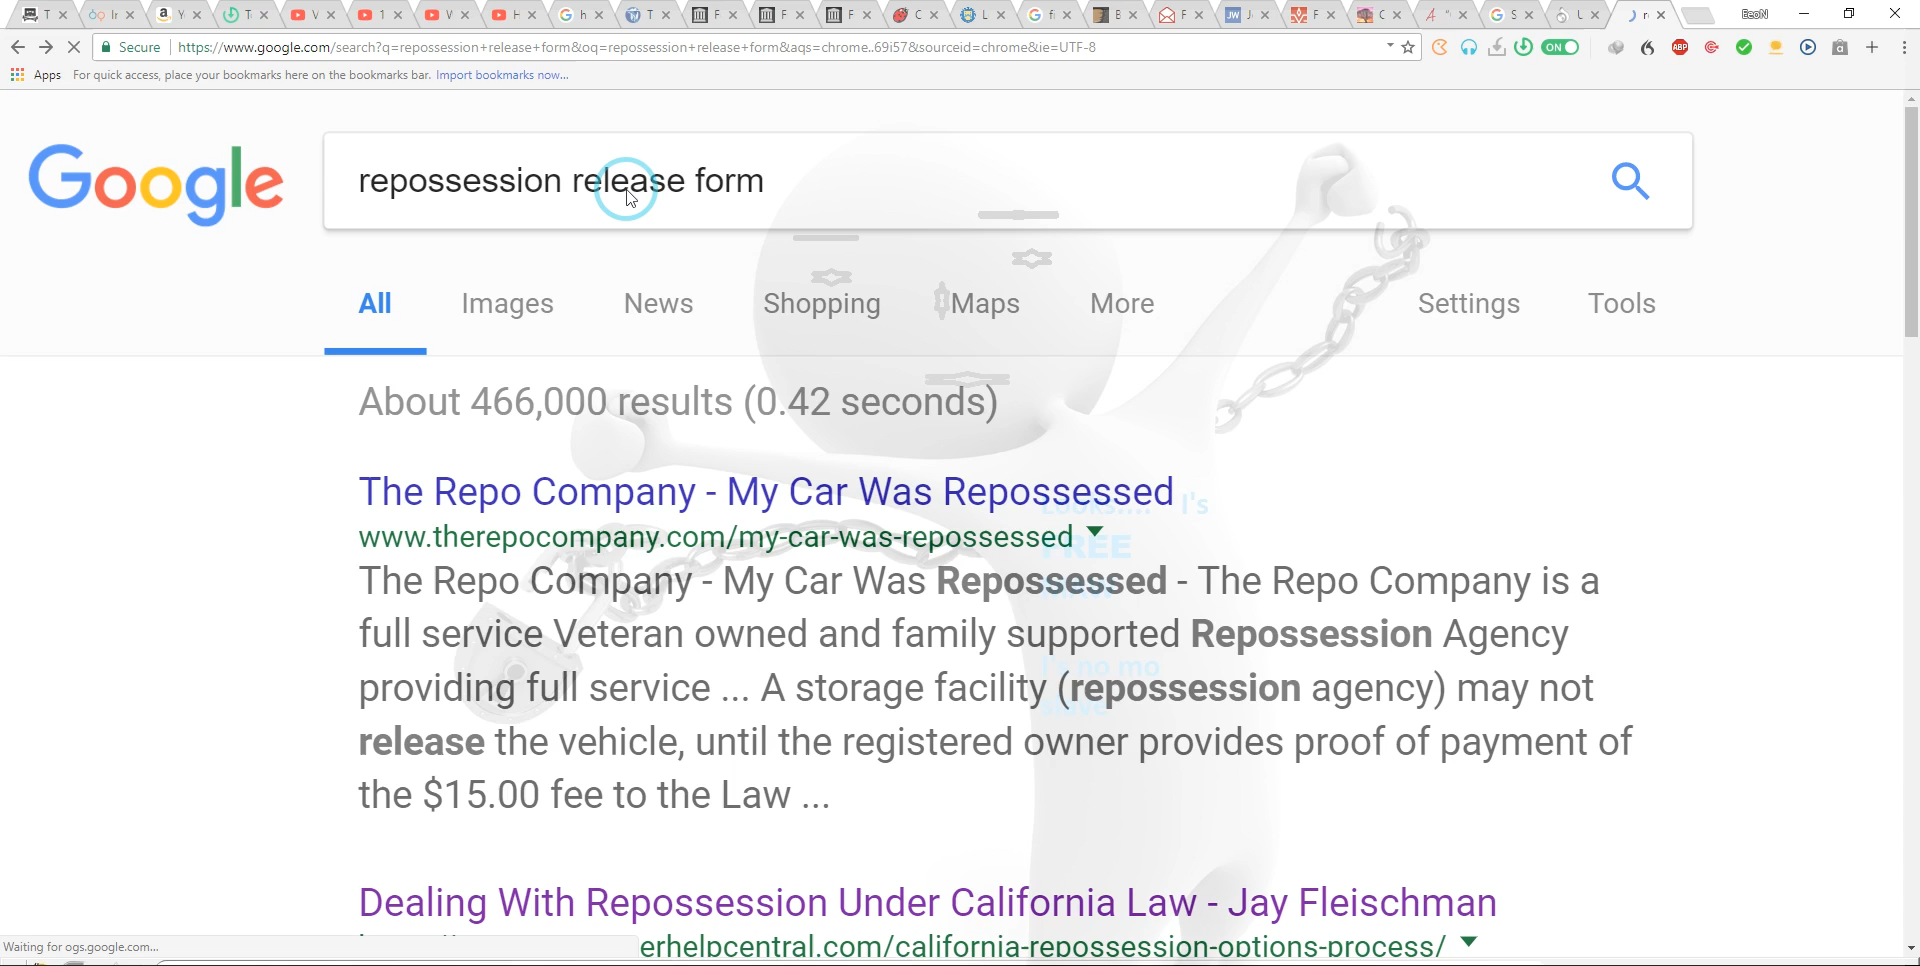 EeoN
Secure https://www.google.com/search?q=repossession+release+form&oq=repossession+release+form&aqs=chrome..69i57&sourceid=chrome&ie=UTF-8 ON ABP
Apps For quick access, place your bookmarks here on the bookmarks bar. Import bookmarks now...
Google repossession release form
All Images News Shopping Maps More Settings Tools
About 466,000 results (0.42 seconds)
The Repo Company - My Car Was Repossessed
I's
www.therepocompany.com/my-car-was-repossessed
FREE
The Repo Company - My Car Was Repossessed - The Repo Company is a
full service Veteran owned and family supported Repossession Agency
I's no mo
providing full service ... A storage facility (repossession agency) may not
slave
release the vehicle, until the registered owner provides proof of payment of
the $15.00 fee to the Law ...
Dealing With Repossession Under California Law - Jay Fleischman
erhelpcentral.com/california-repossession-options-process/
Waiting for ogs.google.com...